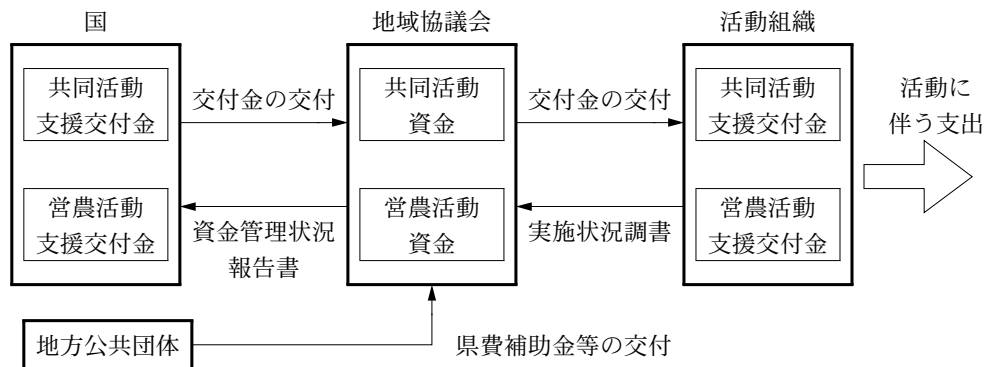 国
地域協議会
活動組織
共同活動
支援交付金
交付金の交付
共同活動
資金
交付金の交付
共同活動
支援交付金
活動に
伴う支出
営農活動
支援交付金
資金管理状況
報告書
営農活動
資金
実施状況調書
営農活動
支援交付金
地方公共団体
県費補助金等の交付